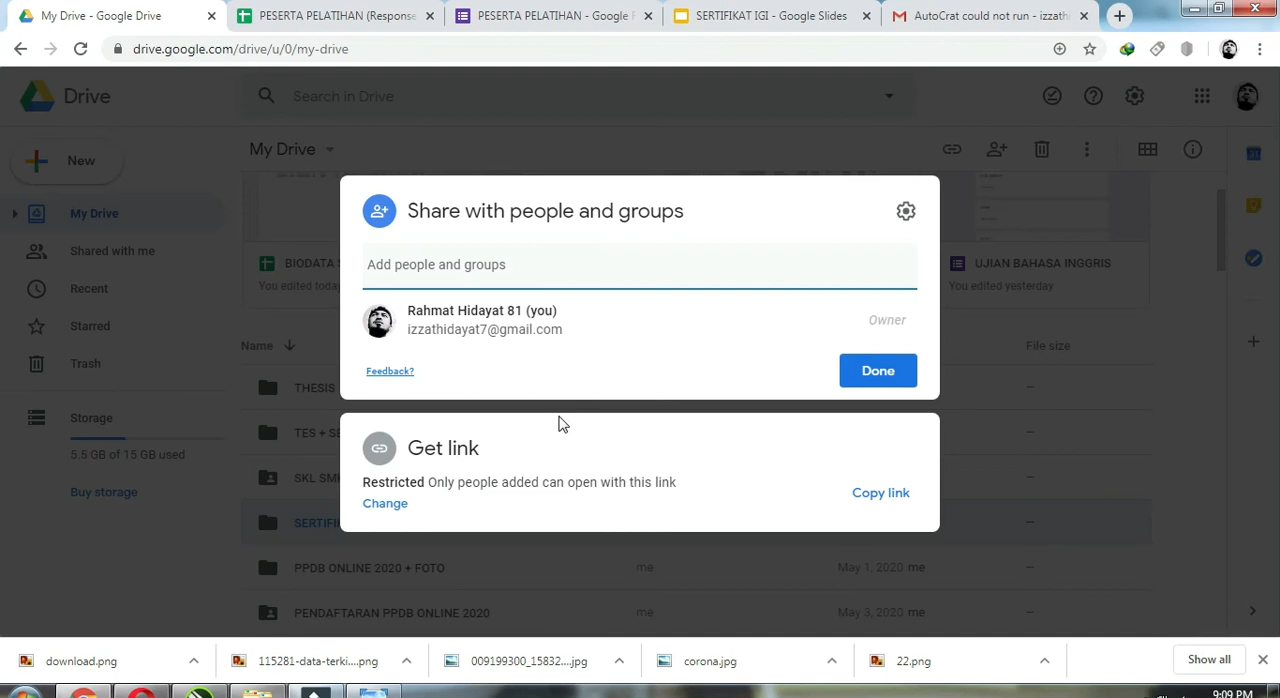 My Drive - Google Drive
PESERTA PELATIHAN (Response
PESERTA PELATIHAN - Google F
SERTIFIKAT IGI - Google Slides
AutoCrat could not run - izzathi
drive.google.com/drive/u/0/my-drive
Drive
Search in Drive
New
My Drive
My Drive
Shared with me
Recent
Starred
Trash
Storage
5.5 GB of 15 GB used
Buy storage
BIODATA S
You edited today
UJIAN BAHASA INGGRIS
You edited yesterday
Name
File size
THESIS
TES + SE
SKL SMK
SERTIFI
PPDB ONLINE 2020 + FOTO
me
May 1, 2020 me
PENDAFTARAN PPDB ONLINE 2020
me
May 3, 2020 me
Share with people and groups
Add people and groups
Rahmat Hidayat 81 (you)
izzathidayat7@gmail.com
Owner
Feedback?
Done
Get link
Restricted Only people added can open with this link
Change
Copy link
download.png
115281-data-terki....png
009199300_15832....jpg
corona.jpg
22.png
Show all
9:09 PM